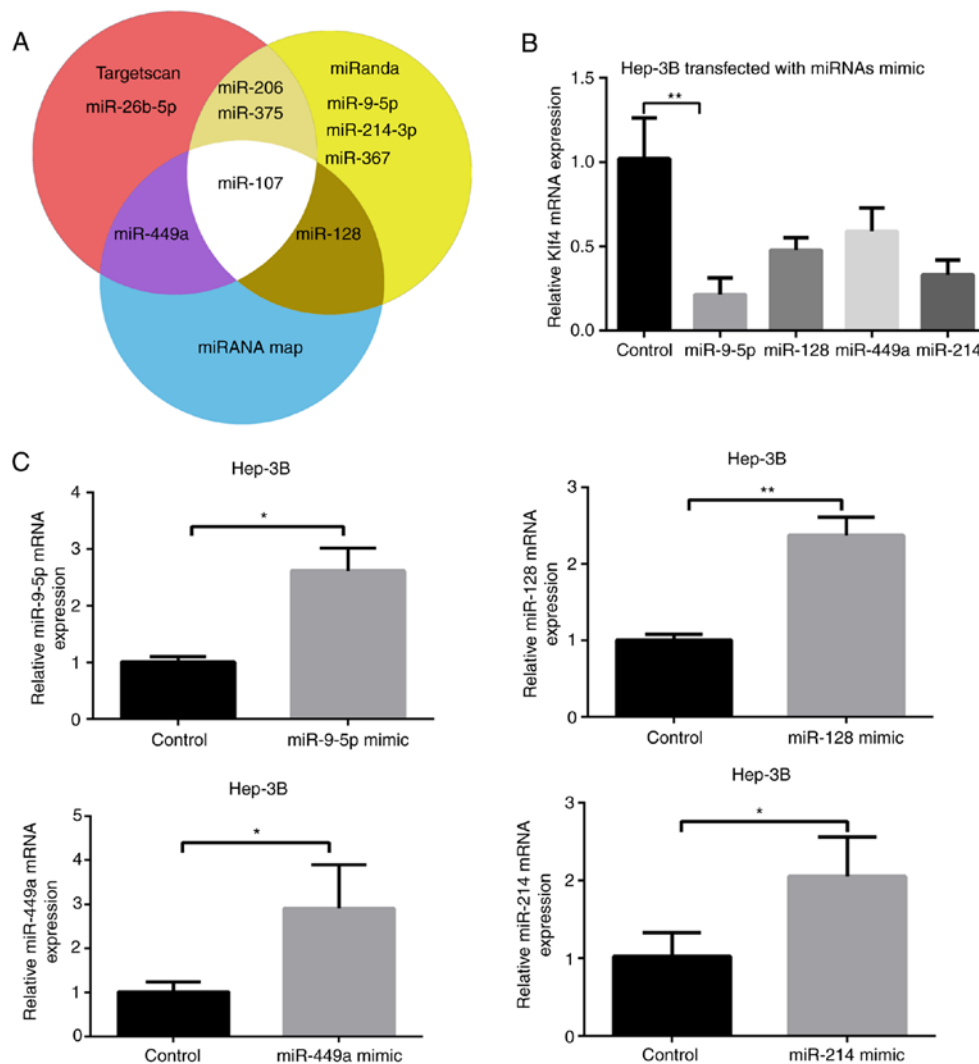 A
Targetscan
miR-26b-5p
miR-206
miR-375
miRanda
miR-9-5p
miR-214-3p
miR-367
miR-107
miR-449a
miR-128
miRANA map
B
Hep-3B transfected with miRNAs mimic
**
Relative Klf4 mRNA expression
1.5
1.0
0.5
0.0
Control miR-9-5p miR-128 miR-449a miR-214
C
Hep-3B
*
Relative miR-9-5p mRNA
expression
4
3
2
1
0
Control miR-9-5p mimic
Hep-3B
**
Relative miR-128 mRNA
expression
3
2
1
0
Control miR-128 mimic
Hep-3B
*
Relative miR-449a mRNA
expression
5
4
3
2
1
0
Control miR-449a mimic
Hep-3B
*
Relative miR-214 mRNA
expression
3
2
1
0
Control miR-214 mimic